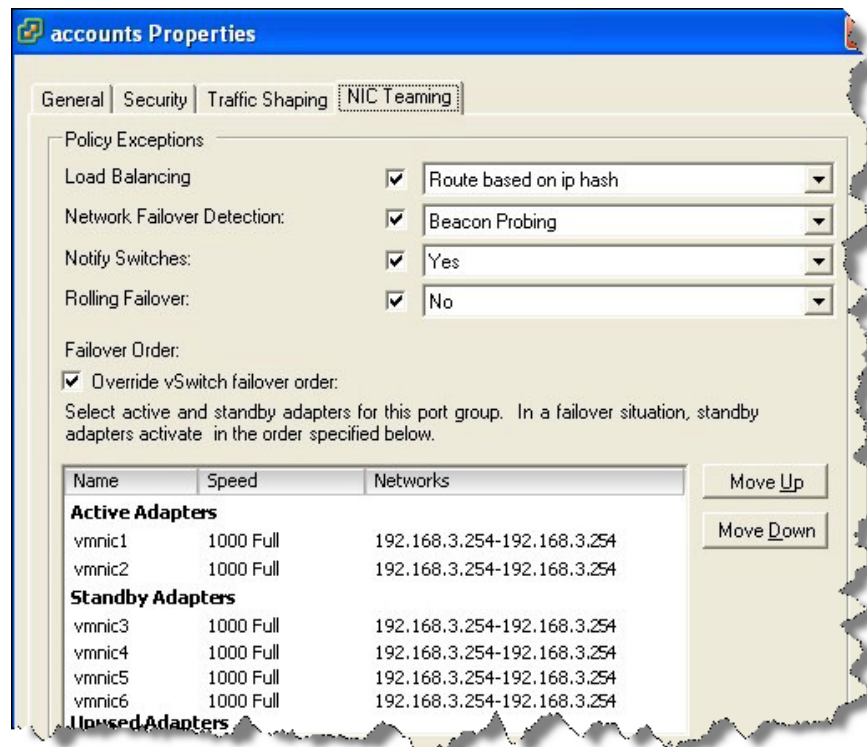 accounts Properties
General Security Traffic Shaping NIC Teaming
Policy Exceptions
Load Balancing Route based on ip hash
Network Failover Detection: Beacon Probing
Notify Switches: Yes
Rolling Failover: No
Failover Order:
Override vSwitch failover order:
Select active and standby adapters for this port group. In a failover situation, standby
adapters activate in the order specified below.
Name Speed Networks Move Up
Active Adapters
Move Down
vmnic1 1000 Full 192.168.3.254-192.168.3.254
vmnic2 1000 Full 192.168.3.254-192.168.3.254
Standby Adapters
vmnic3 1000 Full 192.168.3.254-192.168.3.254
vmnic4 1000 Full 192.168.3.254-192.168.3.254
vmnic5 1000 Full 192.168.3.254-192.168.3.254
vmnic6 1000 Full 192.168.3.254-192.168.3.254
Unused Adapters